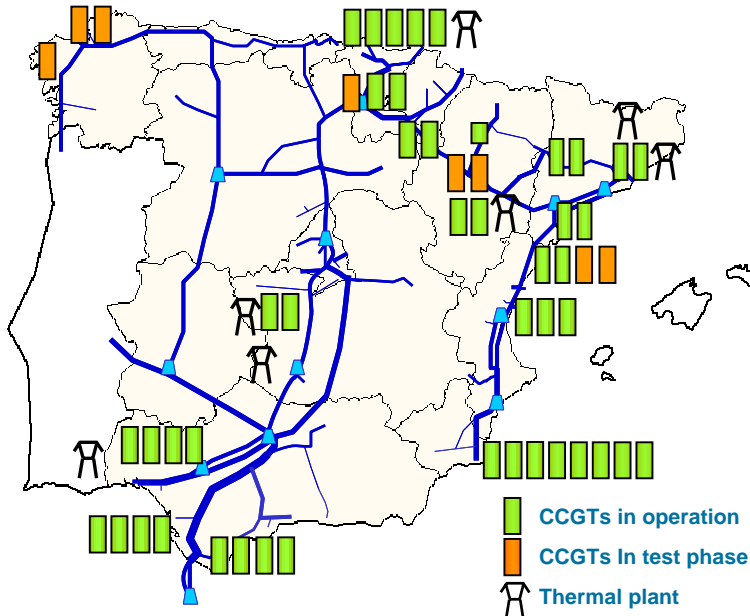 CCGTs in operation
CCGTs In test phase
Thermal plant